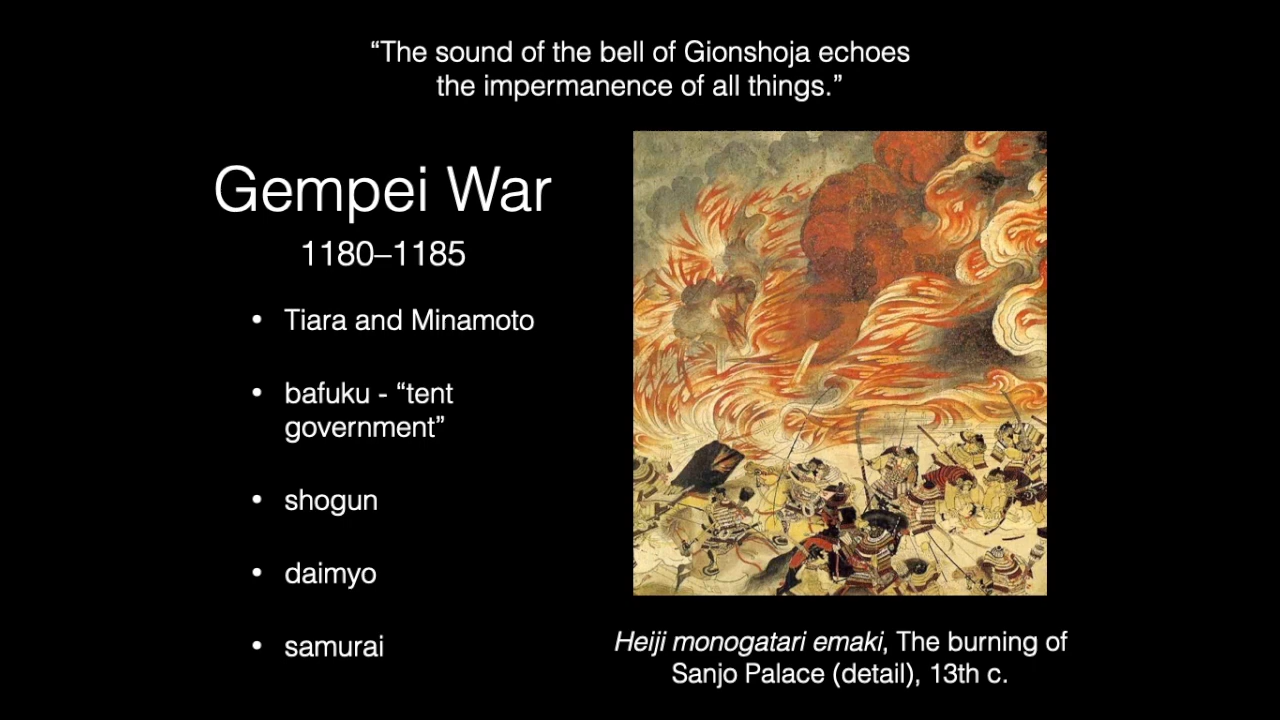 “The sound of the bell of Gionshoja echoes
the impermanence of all things.”
Gempei War
1180–1185
• Tiara and Minamoto
• bafuku - “tent
government”
• shogun
• daimyo
• samurai
Heiji monogatari emaki, The burning of
Sanjo Palace (detail), 13th c.